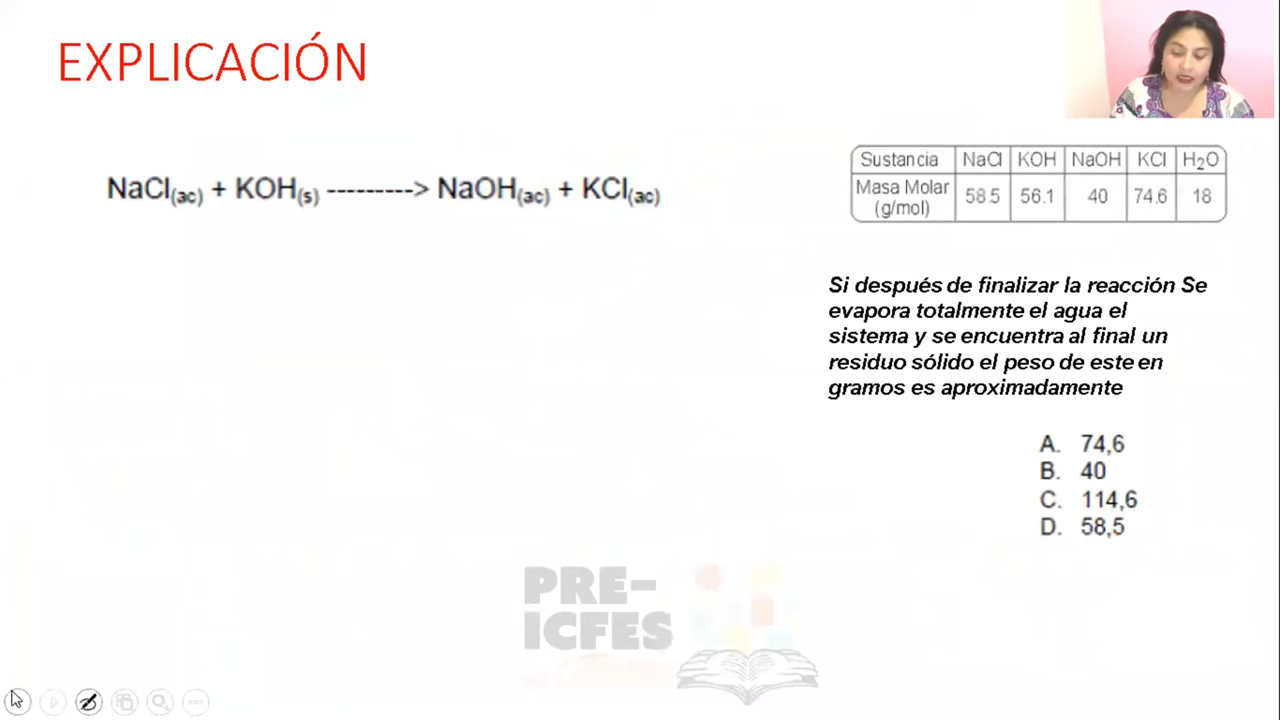 EXPLICACIÓN
NaCl(ac) + KOH(s) ---------> NaOH(ac) + KCl(ac)
Sustancia NaCl KOH NaOH KCl H2O
Masa Molar (g/mol) 58.5 56.1 40 74.6 18
Si después de finalizar la reacción Se
evapora totalmente el agua el
sistema y se encuentra al final un
residuo sólido el peso de este en
gramos es aproximadamente
A. 74,6
B. 40
C. 114,6
D. 58,5
PRE-
ICFES